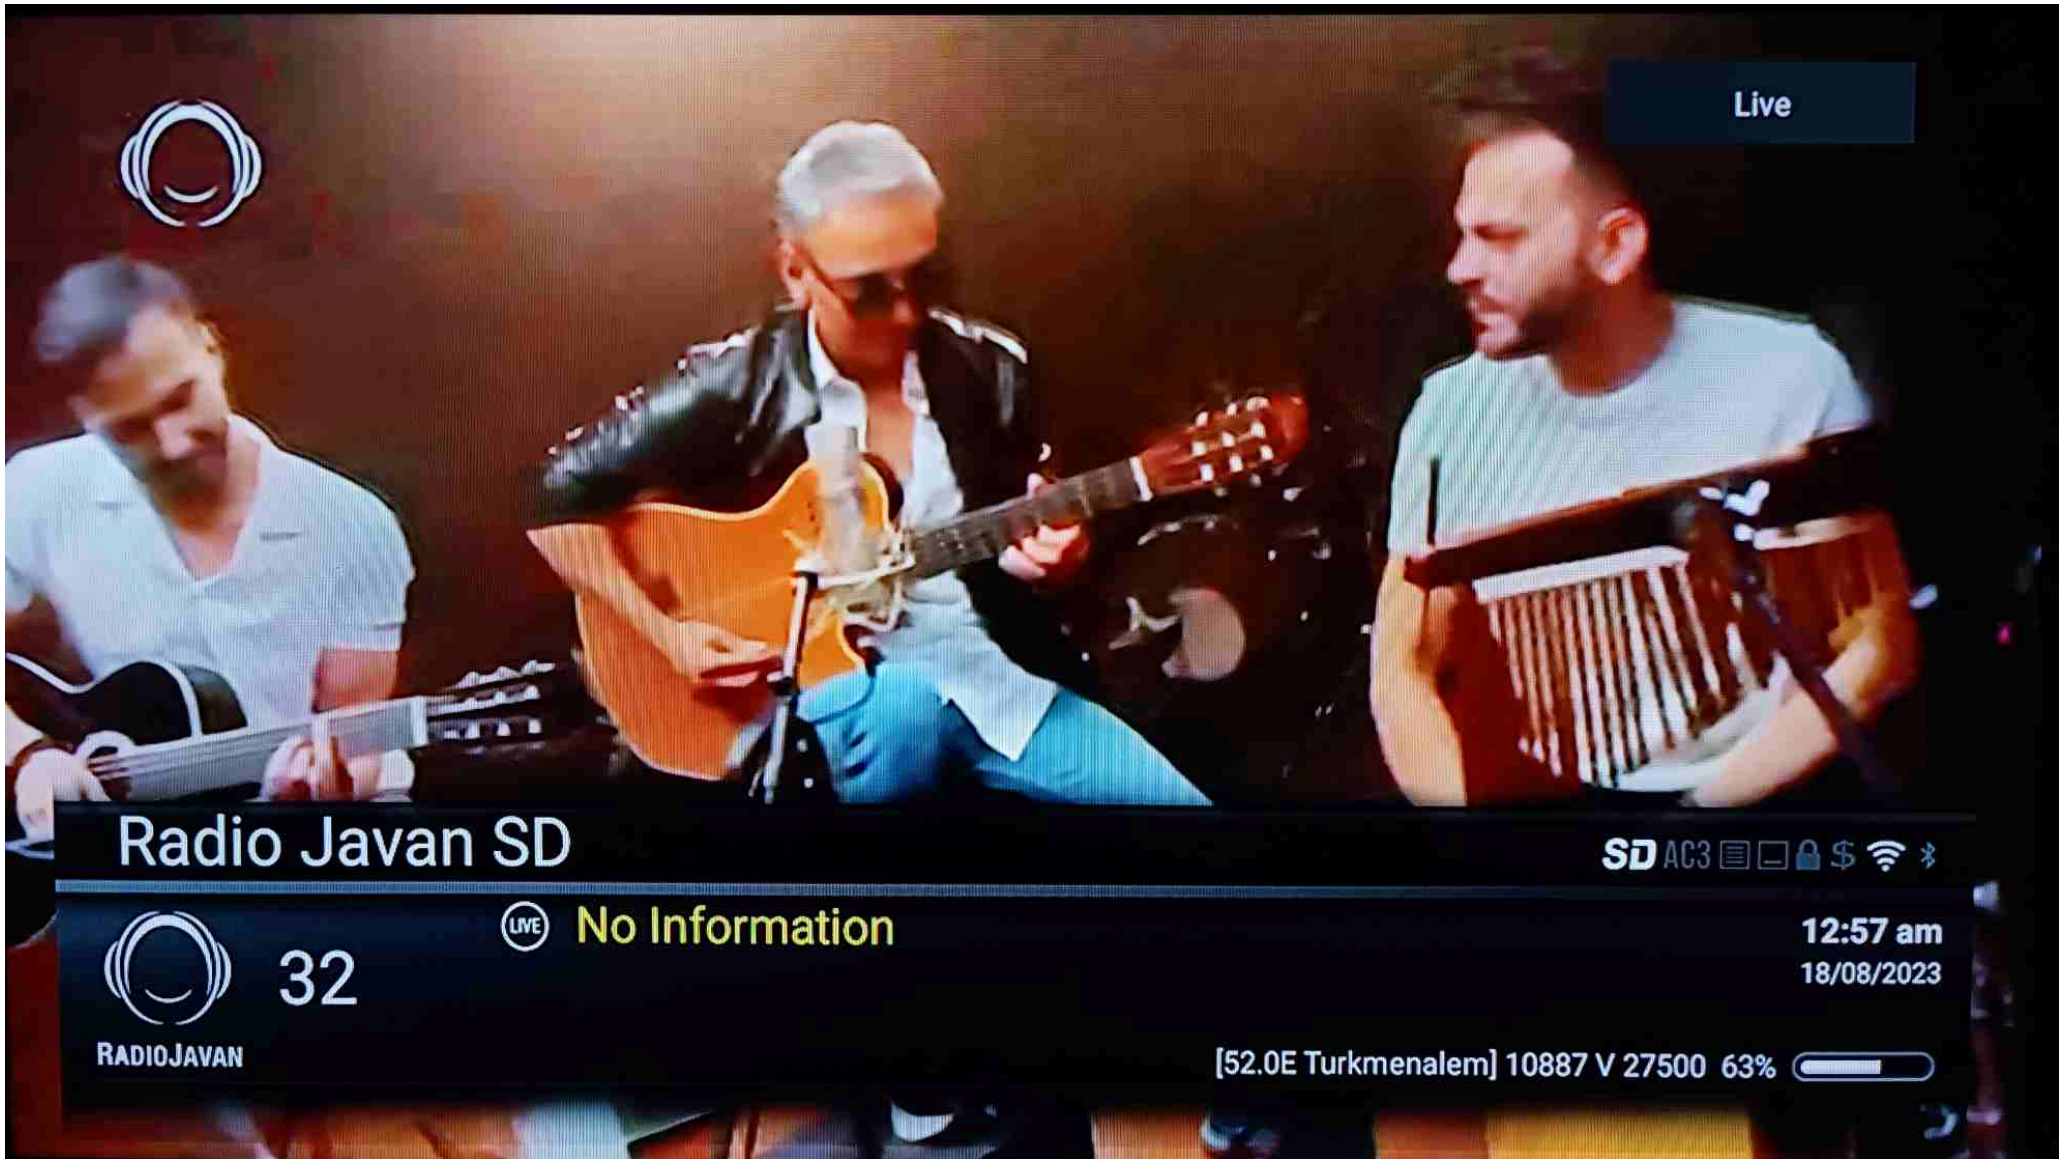 Live
Radio Javan SD
SD AC3 $
LIVE No Information
32
12:57 am
18/08/2023
RADIOJAVAN
[52.0E Turkmenalem] 10887 V 27500 63%